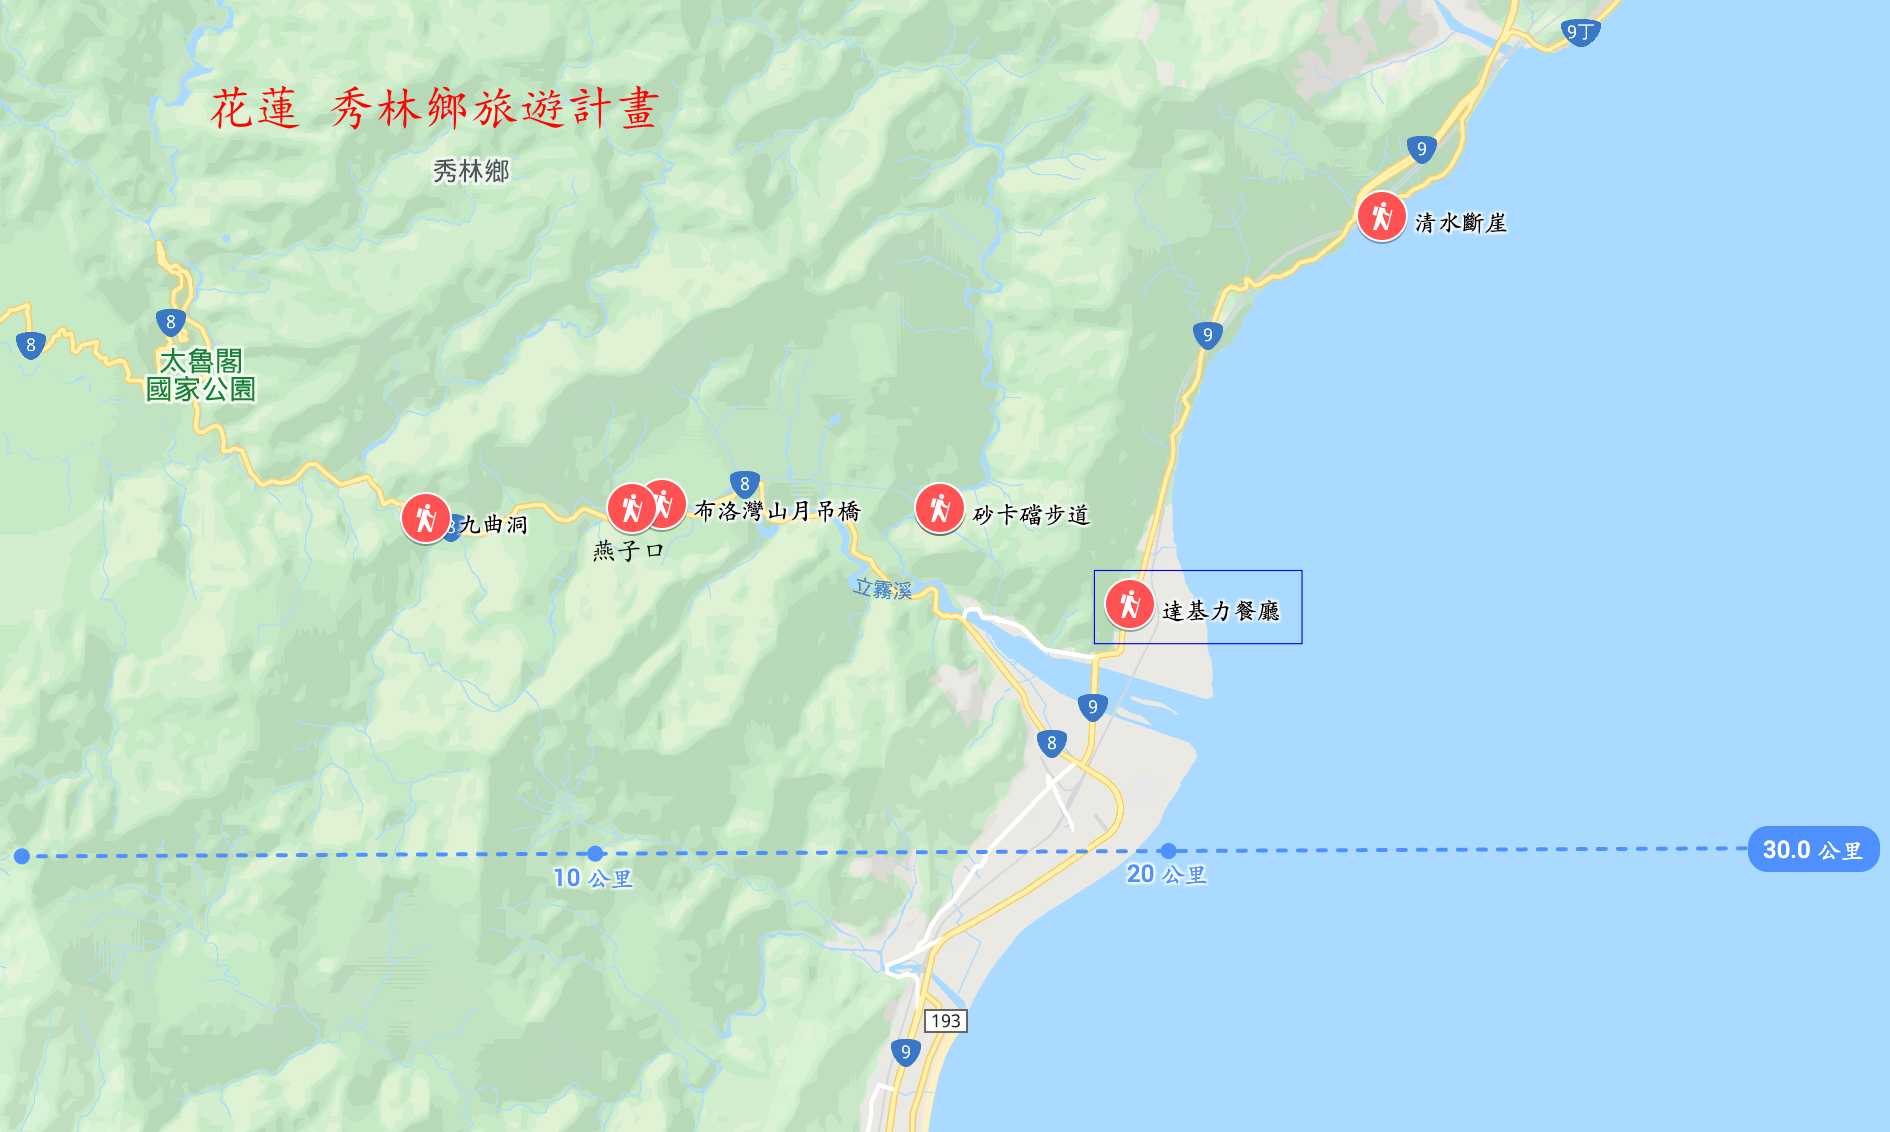 9丁
花蓮 秀林鄉旅遊計畫
9
秀林鄉
清水斷崖
8
9
8
太魯閣
國家公園
8
布洛灣山月吊橋
砂卡礑步道
8
九曲洞
燕子口
立霧溪
達基力餐廳
9
8
30.0 公里
10 公里
20 公里
193
9